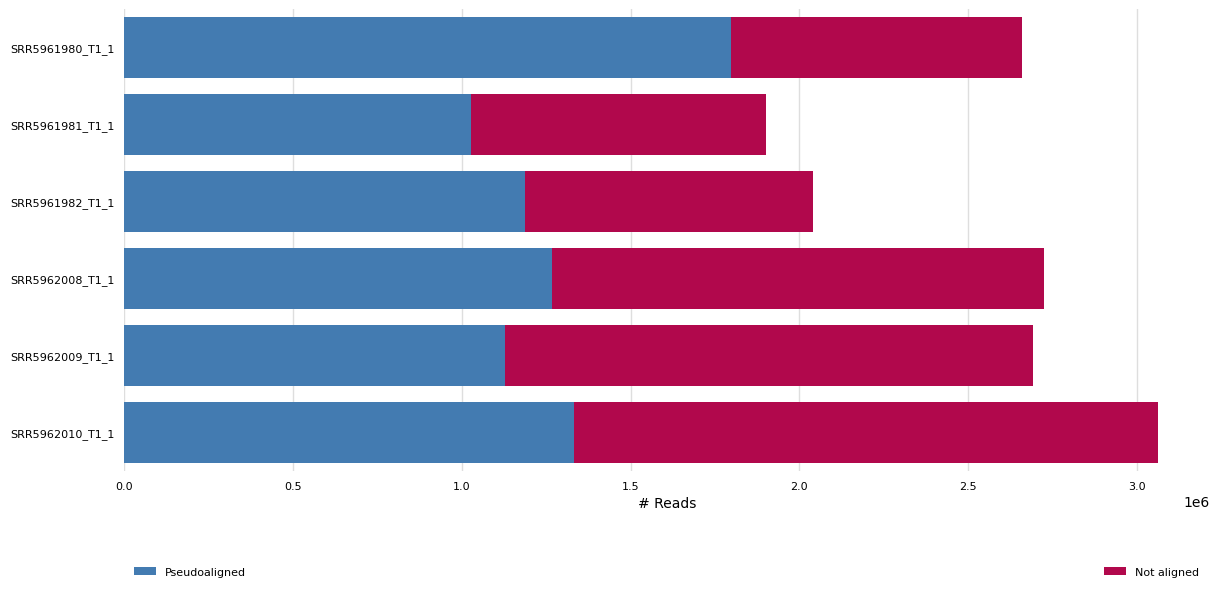 SRR5961980_T1_1
SRR5961981_T1_1
SRR5961982_T1_1
SRR5962008_T1_1
SRR5962009_T1_1
SRR5962010_T1_1
0.0 0.5 1.0 1.5 2.0 2.5 3.0
# Reads
1e6
Pseudoaligned Not aligned